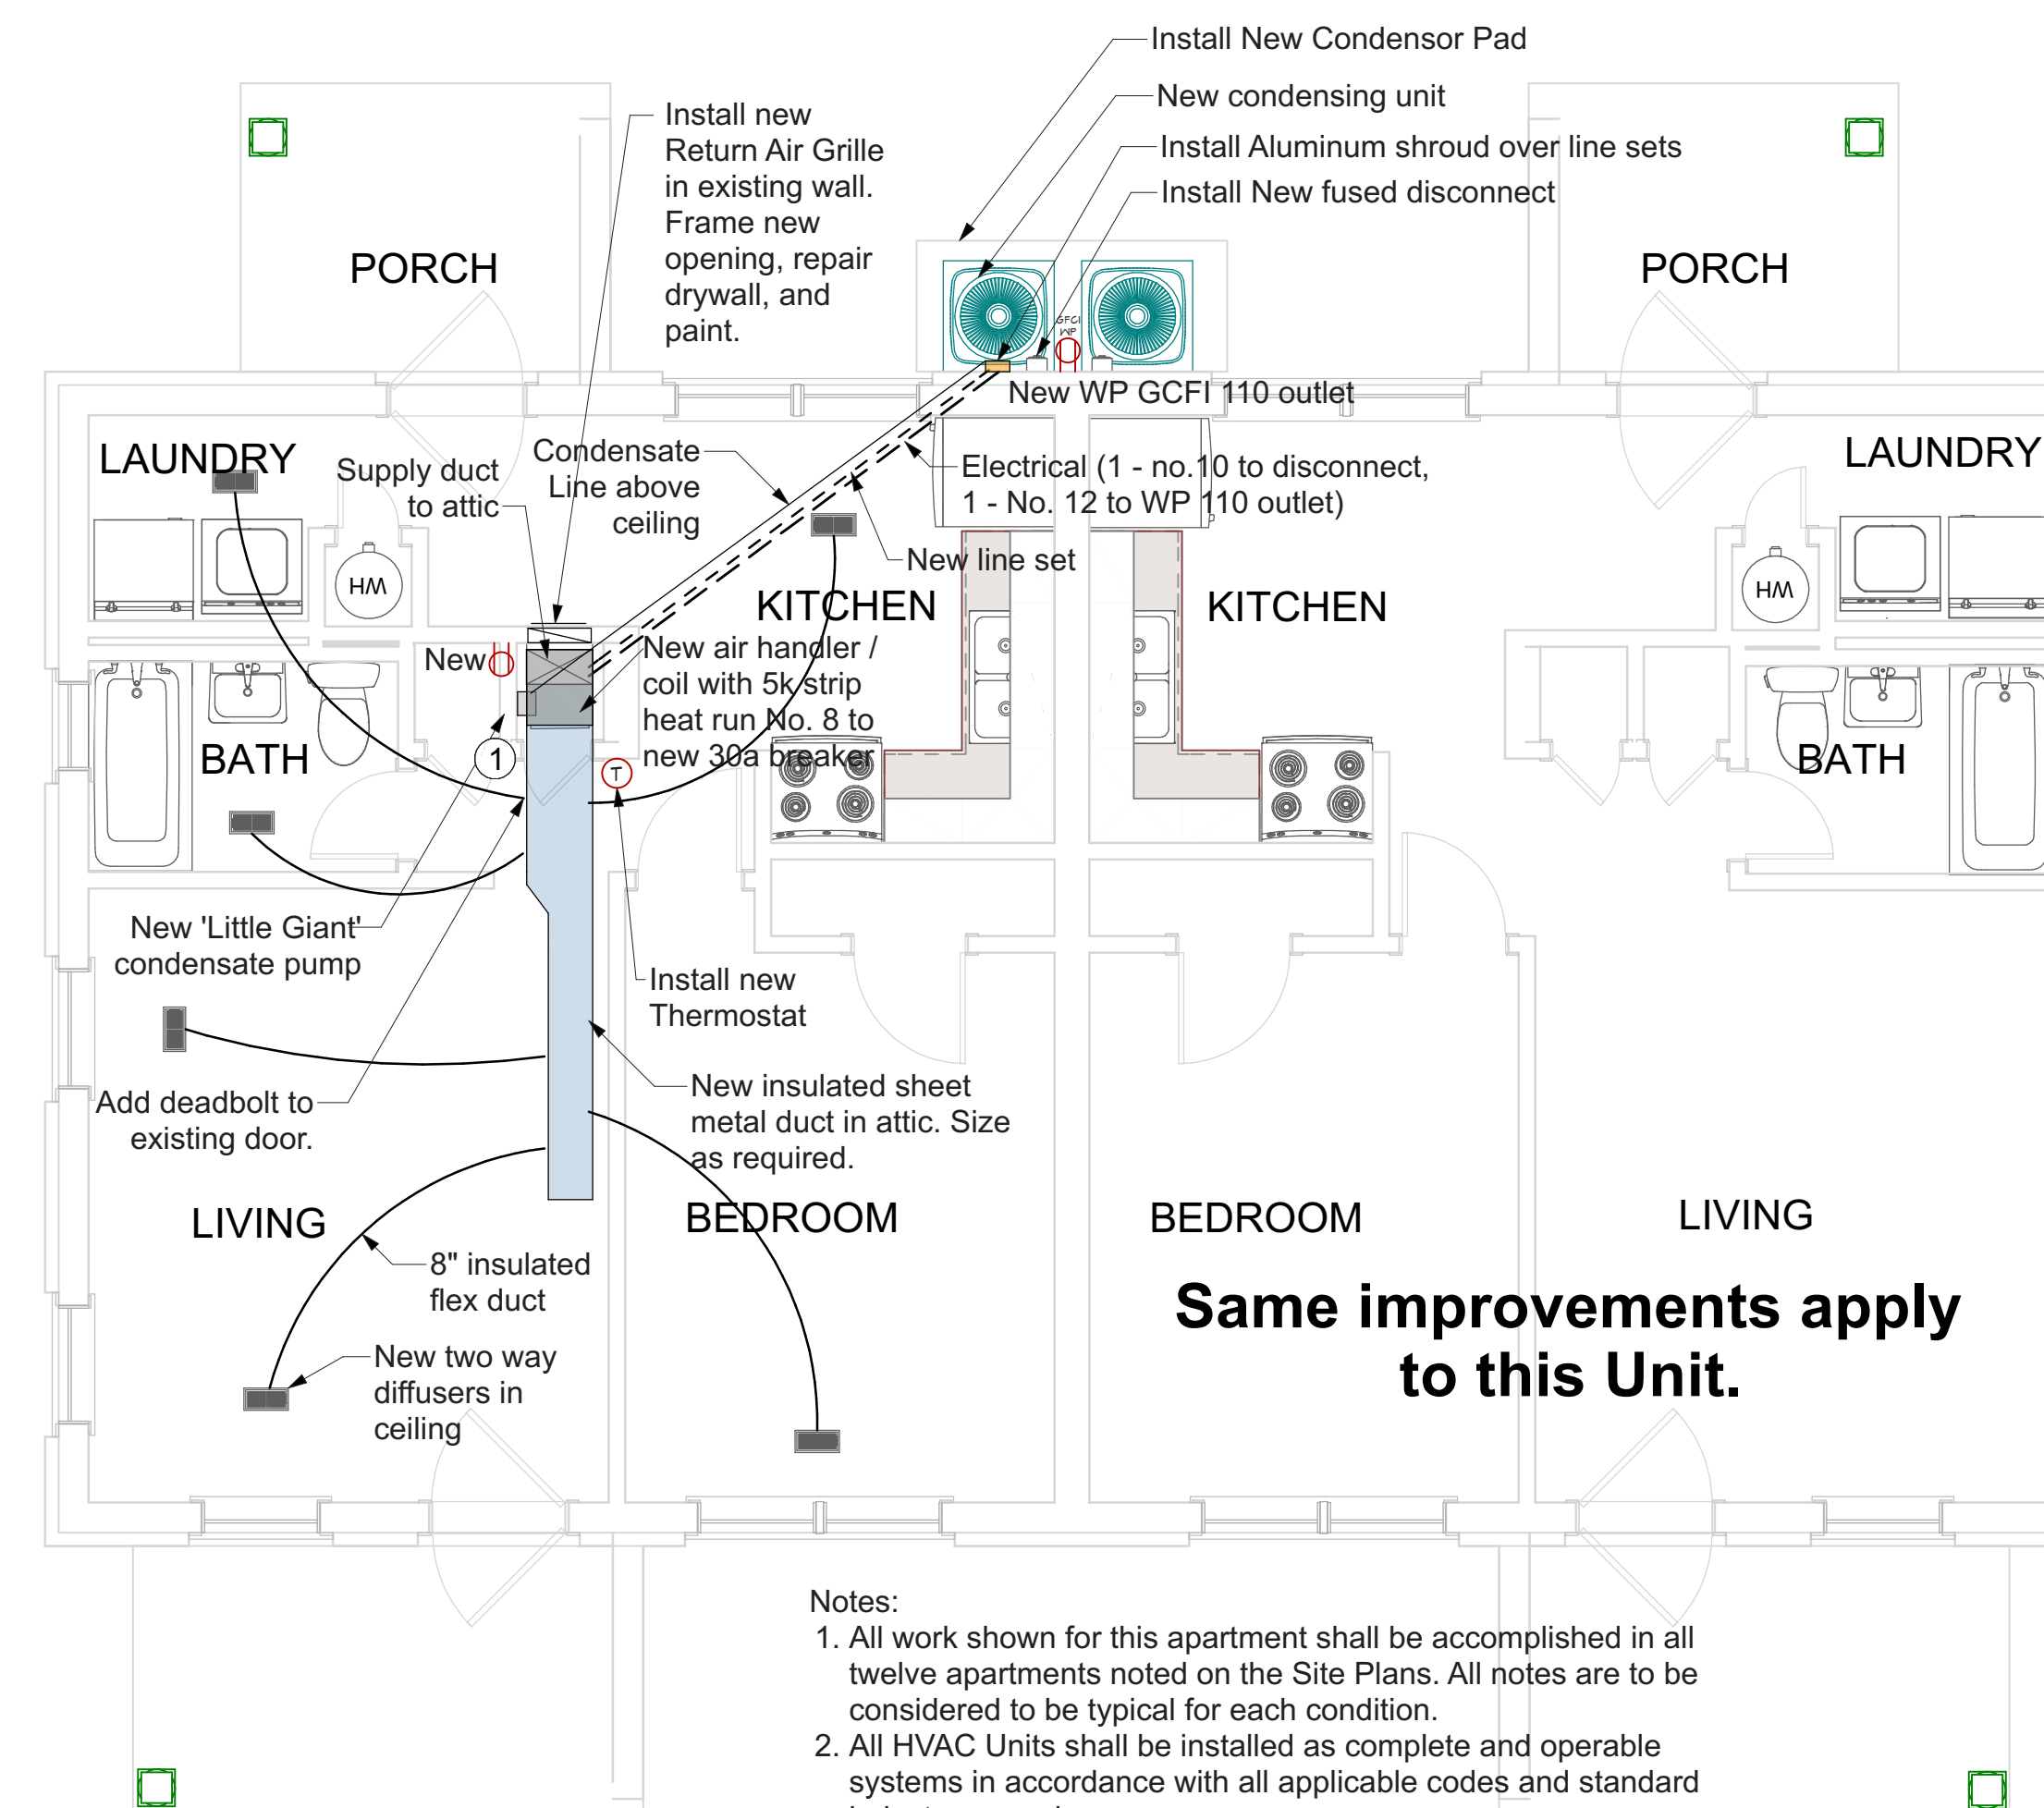 Install New Condensor Pad
New condensing unit
Install Aluminum shroud over line sets
Install New fused disconnect
Install new
Return Air Grille
in existing wall.
Frame new
opening, repair
drywall, and
paint.
PORCH
PORCH
GFCI
WP
New WP GCFI 110 outlet
LAUNDRY
LAUNDRY
Supply duct
to attic
Condensate
Line above
ceiling
Electrical (1 - no.10 to disconnect,
1 - No. 12 to WP 110 outlet)
New line set
HW
HW
KITCHEN
KITCHEN
New
New air handler /
coil with 5k strip
heat run No. 8 to
new 30a breaker
BATH
BATH
1
T
New 'Little Giant'
condensate pump
Install new
Thermostat
New insulated sheet
metal duct in attic. Size
as required.
Add deadbolt to
existing door.
LIVING
BEDROOM
BEDROOM
LIVING
8" insulated
flex duct
New two way
diffusers in
ceiling
Same improvements apply
to this Unit.
Notes:
1. All work shown for this apartment shall be accomplished in all
twelve apartments noted on the Site Plans. All notes are to be
considered to be typical for each condition.
2. All HVAC Units shall be installed as complete and operable
systems in accordance with all applicable codes and standard